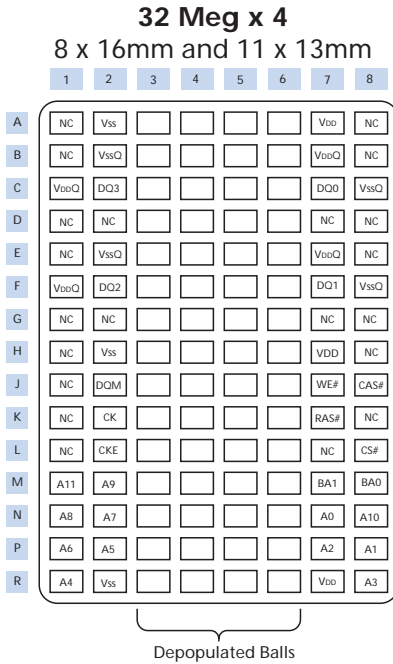 32 Meg x 4
8 x 16mm and 11 x 13mm
1 2 3 4 5 6 7 8
A NC Vss VDD NC
B NC VssQ VDDQ NC
C VDDQ DQ3 DQ0 VssQ
D NC NC NC NC
E NC VssQ VDDQ NC
F VDDQ DQ2 DQ1 VssQ
G NC NC NC NC
H NC Vss VDD NC
J NC DQM WE# CAS#
K NC CK RAS# NC
L NC CKE NC CS#
M A11 A9 BA1 BA0
N A8 A7 A0 A10
P A6 A5 A2 A1
R A4 Vss VDD A3
Depopulated Balls